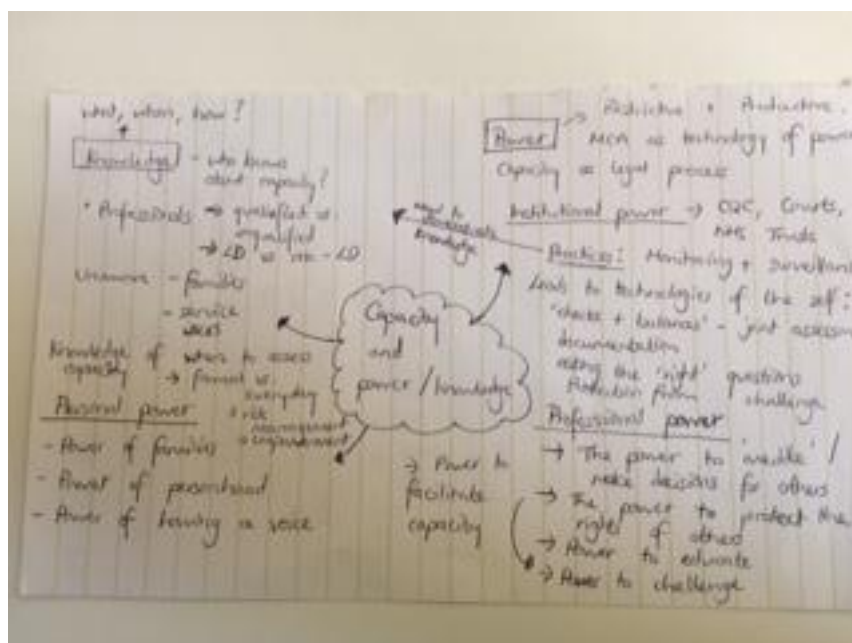 what, when, how?
Knowledge - who knows
about capacity?
• Professionals → qualified vs.
unqualified
→ LD vs non-LD
- families
- service
users
Knowledge of when to assess
capacity → formal vs.
everyday
+ risk
management
+ empowerment
Personal power
- Power of families
- Power of personhood
- Power of having a voice
need to
knowledge
Capacity
and
power/knowledge
→ Power to
facilitate
capacity
Power → Restrictive + Productive.
MCA as technology of power
Capacity as legal process
Institutional power → CQC, Courts,
NHS Trusts
Practices: Monitoring + Surveillance
Leads to technologies of the self:
'checks + balances' - joint assess
documentation
asking the 'right' questions
Protection from challenge
Professional power
→ The power to /
make decisions for others
→ The power to protect the
rights of others
→ Power to educate
→ Power to challenge